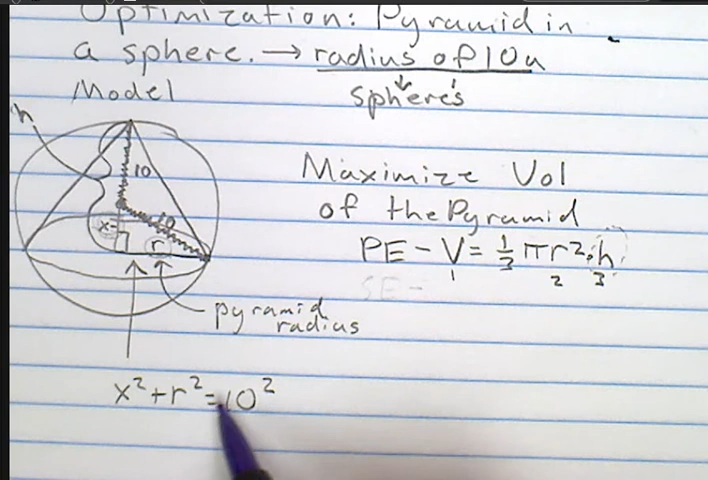 Optimization: Pyramid in
a sphere. → radius of 10u
Model
sphere's
h
10
10
x
r
Maximize Vol
of the Pyramid
PE - V = 1/3 πr²·h
1 2 3
SE -
pyramid
radius
x² + r² = 10²